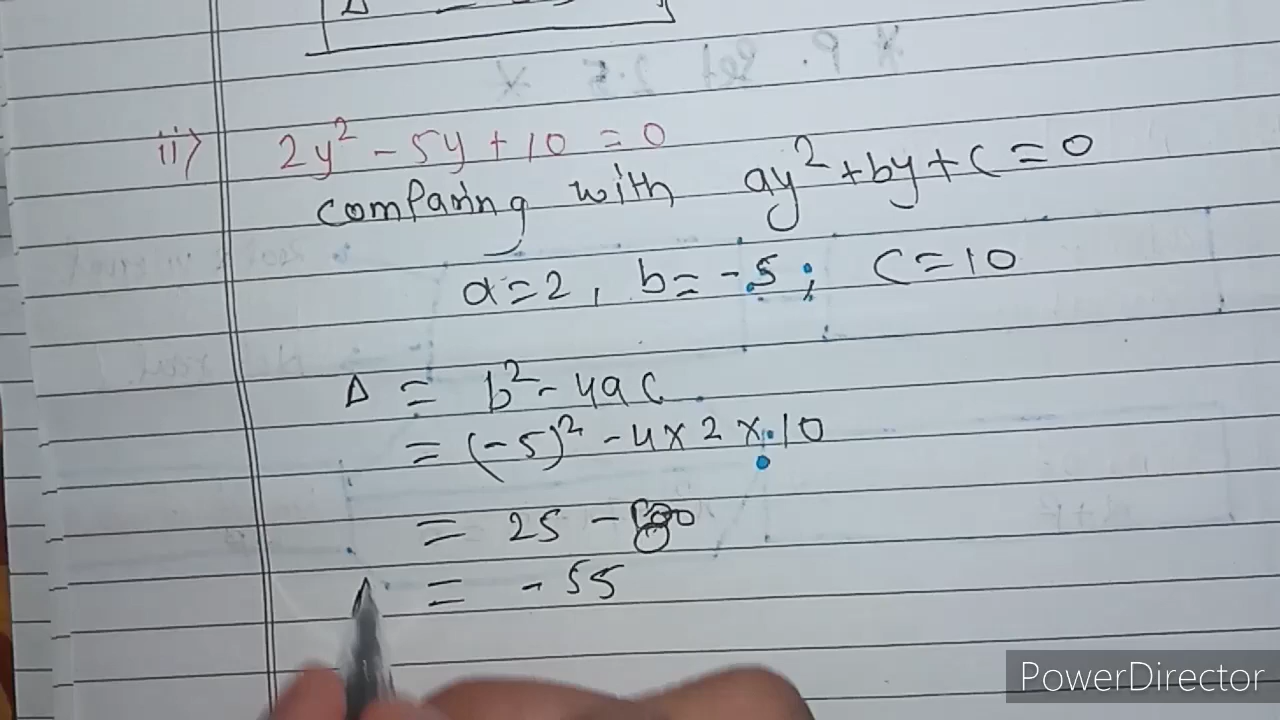 ii) 2y² - 5y + 10 = 0
comparing with ay² + by + c = 0
a = 2, b = -5; c = 10
Δ = b² - 4ac
= (-5)² - 4 × 2 × 10
= 25 - 80
Δ = -55
PowerDirector